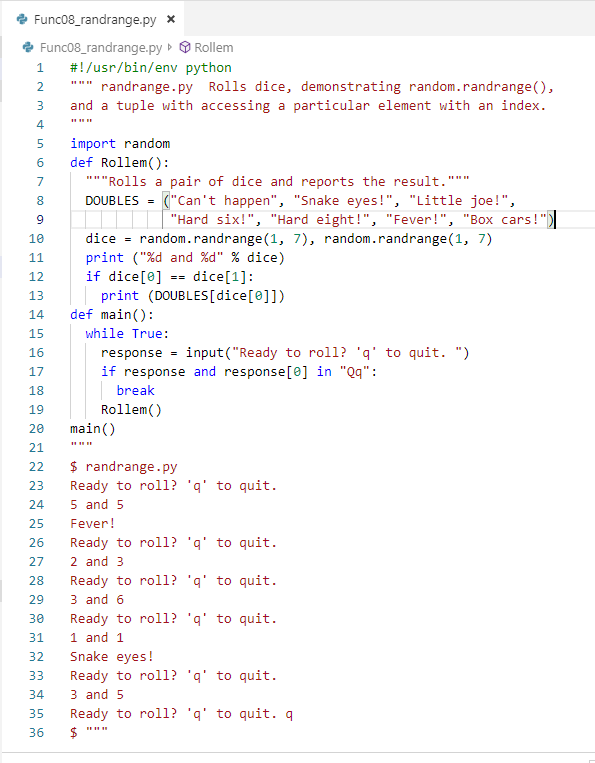 Func08_randrange.py ×
Func08_randrange.py Rollem
1 #!/usr/bin/env python
2 """ randrange.py  Rolls dice, demonstrating random.randrange(),
3 and a tuple with accessing a particular element with an index.
4 """
5 import random
6 def Rollem():
7   """Rolls a pair of dice and reports the result."""
8   DOUBLES = ("Can't happen", "Snake eyes!", "Little joe!",
9              "Hard six!", "Hard eight!", "Fever!", "Box cars!")
10   dice = random.randrange(1, 7), random.randrange(1, 7)
11   print ("%d and %d" % dice)
12   if dice[0] == dice[1]:
13     print (DOUBLES[dice[0]])
14 def main():
15   while True:
16     response = input("Ready to roll? 'q' to quit. ")
17     if response and response[0] in "Qq":
18       break
19     Rollem()
20 main()
21 """
22 $ randrange.py
23 Ready to roll? 'q' to quit.
24 5 and 5
25 Fever!
26 Ready to roll? 'q' to quit.
27 2 and 3
28 Ready to roll? 'q' to quit.
29 3 and 6
30 Ready to roll? 'q' to quit.
31 1 and 1
32 Snake eyes!
33 Ready to roll? 'q' to quit.
34 3 and 5
35 Ready to roll? 'q' to quit. q
36 $ """